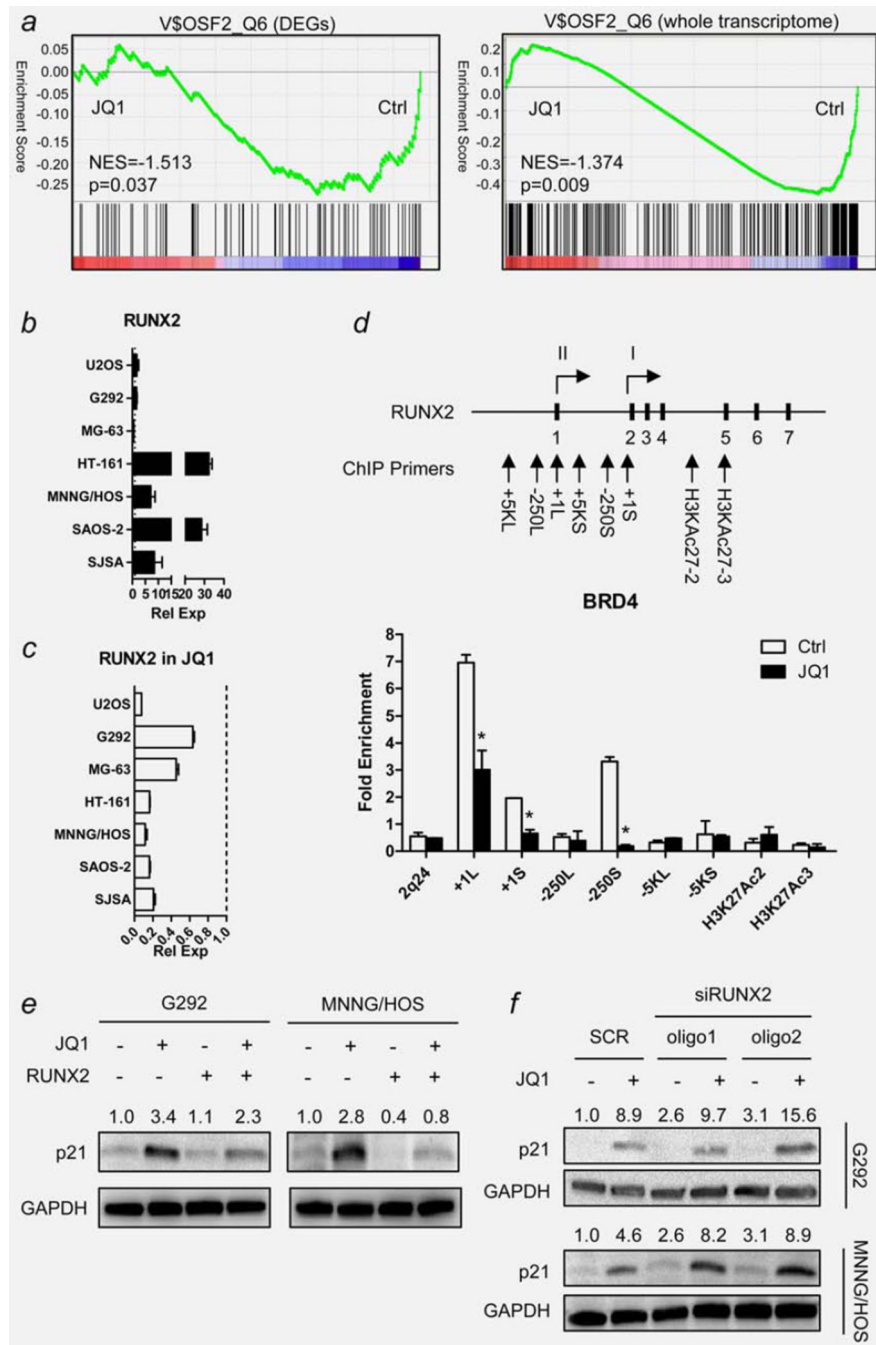 a
V$OSF2_Q6 (DEGs)
Enrichment Score
0.05
0.00
-0.05
-0.10
-0.15
-0.20
-0.25
JQ1
Ctrl
NES=-1.513
p=0.037
V$OSF2_Q6 (whole transcriptome)
Enrichment Score
0.2
0.1
0.0
-0.1
-0.2
-0.3
-0.4
JQ1
Ctrl
NES=-1.374
p=0.009
b
RUNX2
U2OS
G292
MG-63
HT-161
MNNG/HOS
SAOS-2
SJSA
0 5 10 15 20 30 40
Rel Exp
c
RUNX2 in JQ1
U2OS
G292
MG-63
HT-161
MNNG/HOS
SAOS-2
SJSA
0.0 0.2 0.4 0.6 0.8 1.0
Rel Exp
d
II I
RUNX2
1 2 3 4 5 6 7
ChIP Primers
+5KL
-250L
+1L
+5KS
-250S
+1S
H3KAc27-2
H3KAc27-3
BRD4
Ctrl
JQ1
Fold Enrichment
8
7
6
5
4
3
2
1
0
* * *
2q24
+1L
+1S
-250L
-250S
-5KL
-5KS
H3K27Ac2
H3K27Ac3
e
G292 MNNG/HOS
JQ1 - + - + - + - +
RUNX2 - - + + - - + +
1.0 3.4 1.1 2.3 1.0 2.8 0.4 0.8
p21
GAPDH
f
siRUNX2
SCR oligo1 oligo2
JQ1 - + - + - +
1.0 8.9 2.6 9.7 3.1 15.6
p21
GAPDH
G292
1.0 4.6 2.6 8.2 3.1 8.9
p21
GAPDH
MNNG/HOS